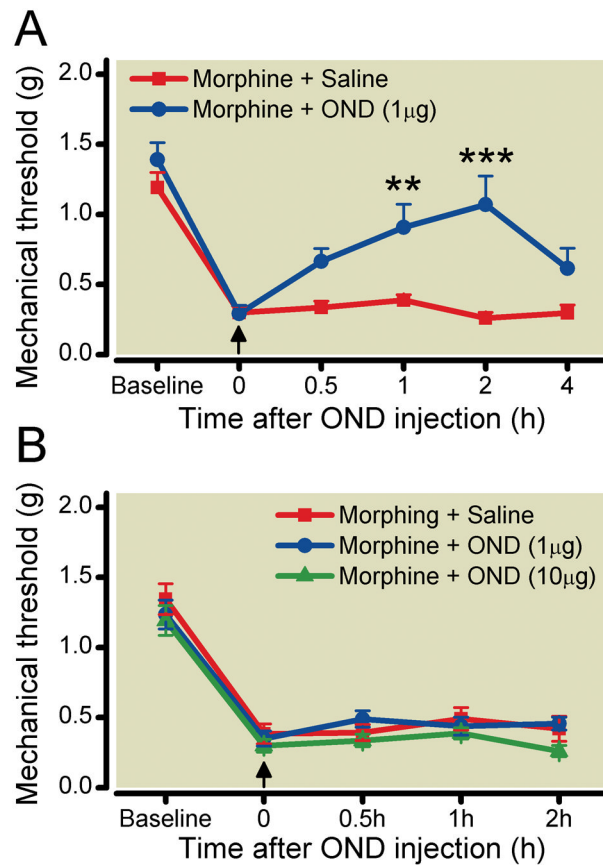 A
Mechanical threshold (g)
2.0
1.5
1.0
0.5
0.0
Morphine + Saline
Morphine + OND (1µg)
**
***
Baseline 0 0.5 1 2 4
Time after OND injection (h)
B
Mechanical threshold (g)
2.0
1.5
1.0
0.5
0.0
Morphing + Saline
Morphine + OND (1µg)
Morphine + OND (10µg)
Baseline 0 0.5h 1h 2h
Time after OND injection (h)